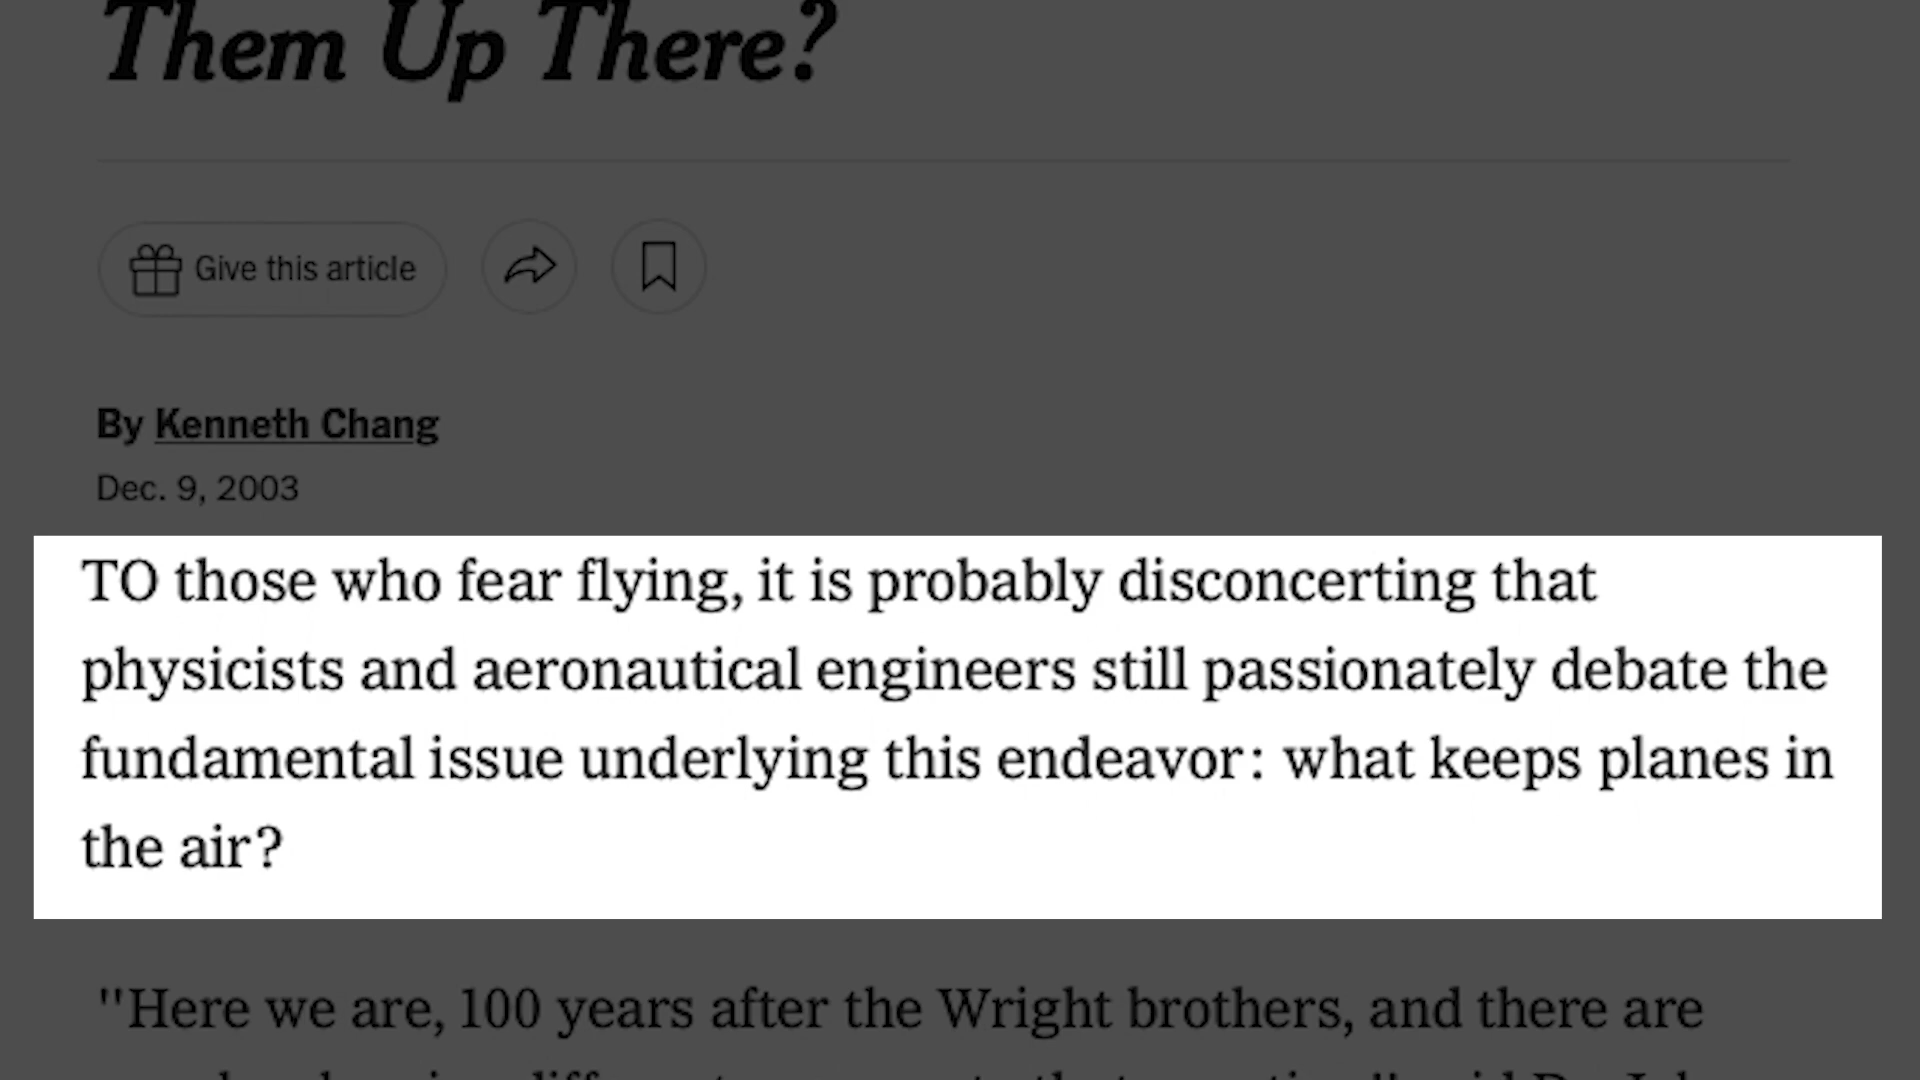 Them Up There?
Give this article
By Kenneth Chang
Dec. 9, 2003
TO those who fear flying, it is probably disconcerting that
physicists and aeronautical engineers still passionately debate the
fundamental issue underlying this endeavor: what keeps planes in
the air?
"Here we are, 100 years after the Wright brothers, and there are